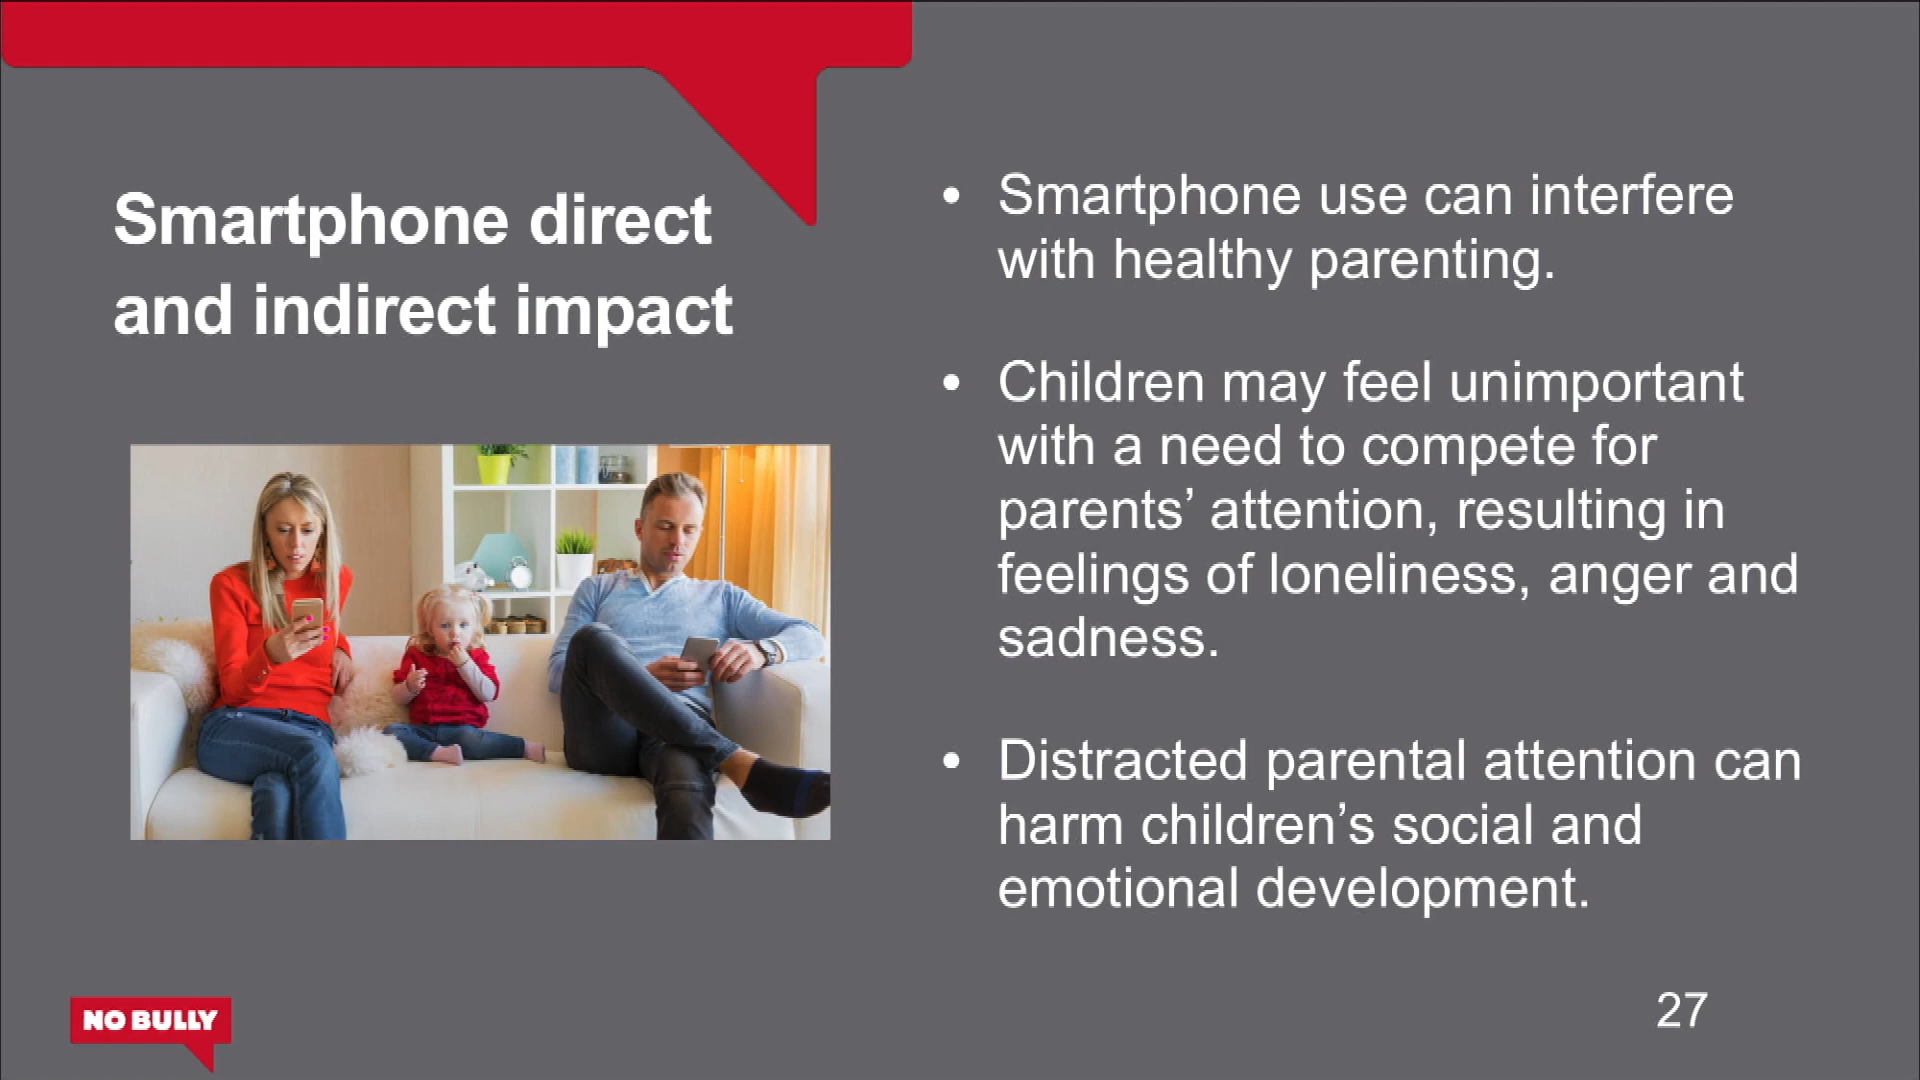 Smartphone direct
and indirect impact
• Smartphone use can interfere
with healthy parenting.
• Children may feel unimportant
with a need to compete for
parents’ attention, resulting in
feelings of loneliness, anger and
sadness.
• Distracted parental attention can
harm children’s social and
emotional development.
NO BULLY
27